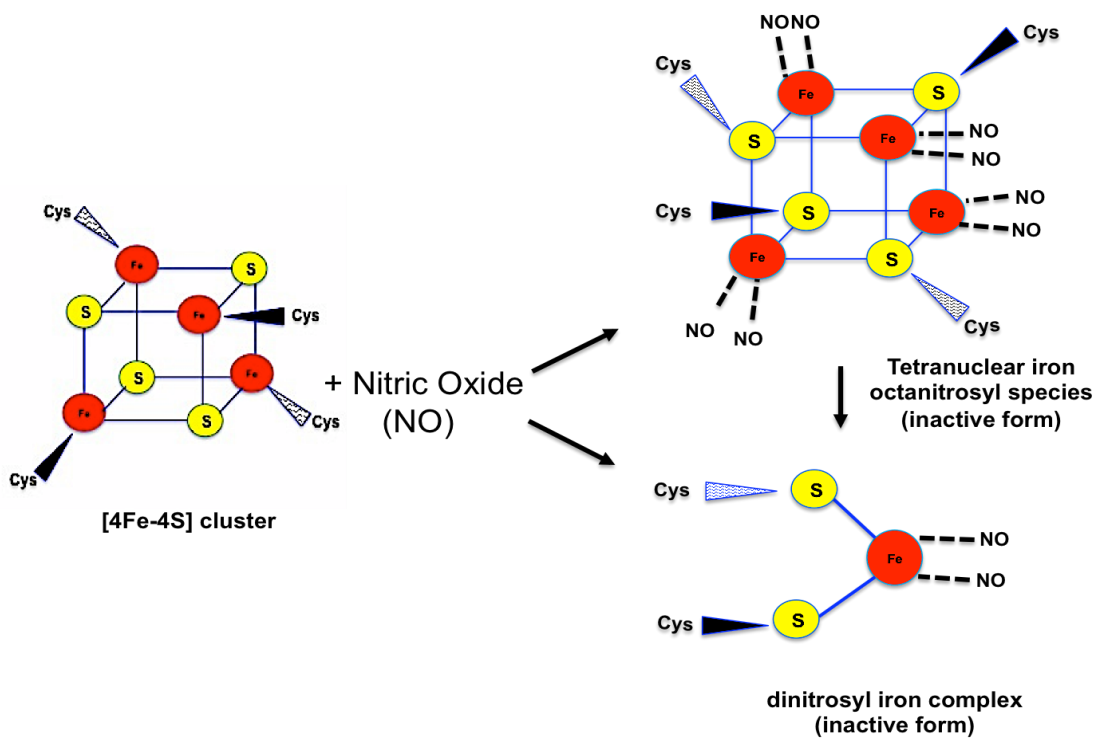 Cys
Fe
S
S
Fe
Cys
S
Fe
Fe
S
Cys
Cys
[4Fe-4S] cluster
+ Nitric Oxide
(NO)
NO NO
Cys
Cys
Fe
S
S
Fe
NO
NO
Cys
S
Fe
NO
NO
Fe
S
NO
NO
Cys
Tetranuclear iron
octanitrosyl species
(inactive form)
Cys
S
Fe
NO
NO
Cys
S
dinitrosyl iron complex
(inactive form)